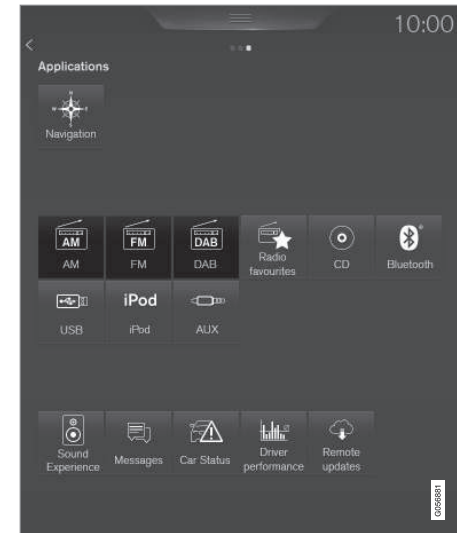 10:00
Applications
N
W E
S
Navigation
AM FM DAB
AM FM DAB Radio favourites CD Bluetooth
iPod
USB iPod AUX
Sound Experience Messages Car Status Driver performance Remote updates
G056881